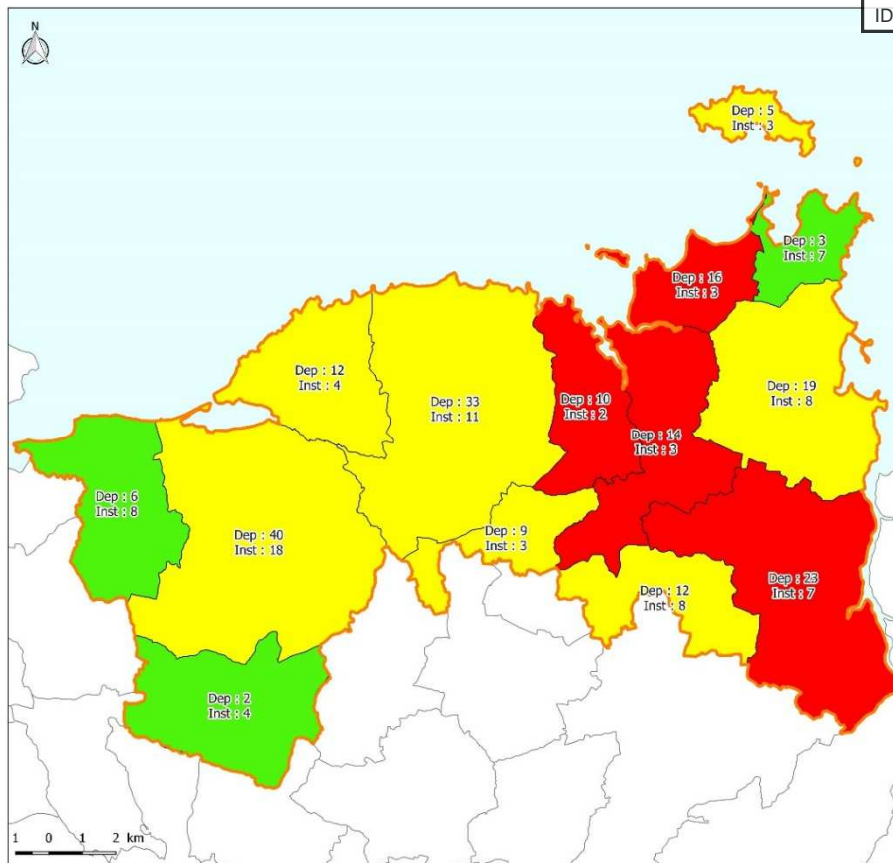 ID
N
Dep : 5
Inst : 3
Dep : 3
Inst : 7
Dep : 16
Inst : 3
Dep : 12
Inst : 4
Dep : 33
Inst : 11
Dep : 10
Inst : 2
Dep : 19
Inst : 8
Dep : 14
Inst : 3
Dep : 6
Inst : 8
Dep : 40
Inst : 18
Dep : 9
Inst : 3
Dep : 23
Inst : 7
Dep : 12
Inst : 8
Dep : 2
Inst : 4
1 0 1 2 km